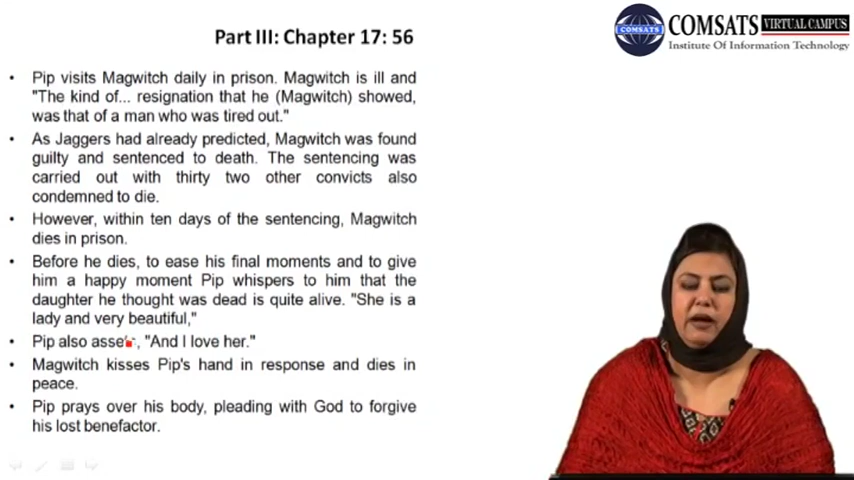 Part III: Chapter 17: 56
COMSATS VIRTUAL CAMPUS
COMSATS
Institute Of Information Technology
• Pip visits Magwitch daily in prison. Magwitch is ill and
"The kind of... resignation that he (Magwitch) showed,
was that of a man who was tired out."
• As Jaggers had already predicted, Magwitch was found
guilty and sentenced to death. The sentencing was
carried out with thirty two other convicts also
condemned to die.
• However, within ten days of the sentencing, Magwitch
dies in prison.
• Before he dies, to ease his final moments and to give
him a happy moment Pip whispers to him that the
daughter he thought was dead is quite alive. "She is a
lady and very beautiful,"
• Pip also "And I love her."
• Magwitch kisses Pip's hand in response and dies in
peace.
• Pip prays over his body, pleading with God to forgive
his lost benefactor.